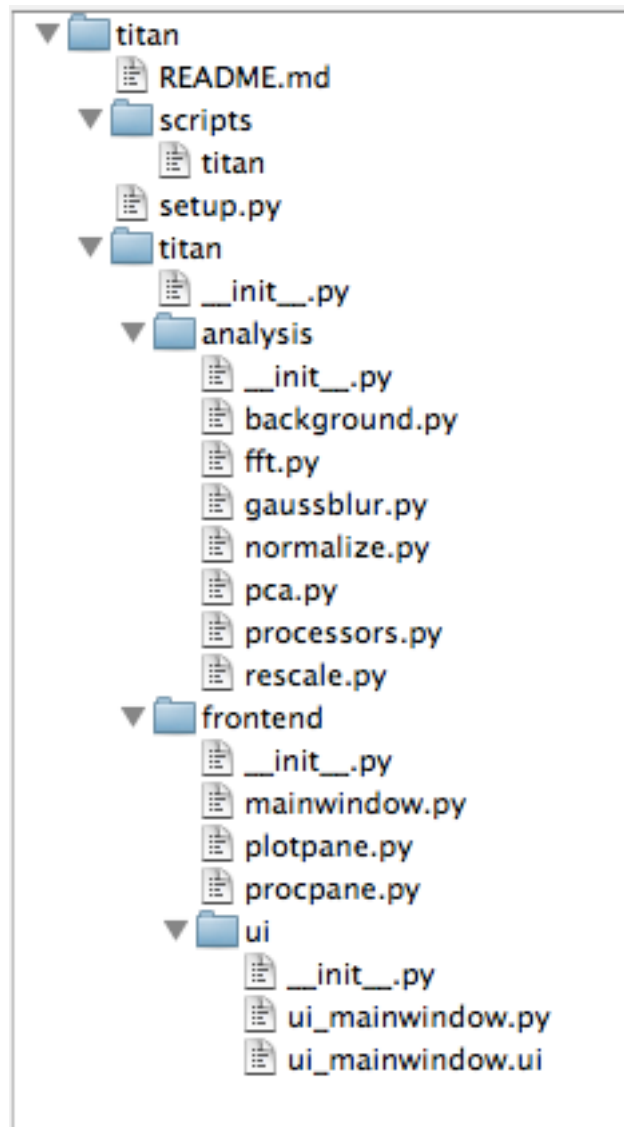 titan
README.md
scripts
titan
setup.py
titan
__init__.py
analysis
__init__.py
background.py
fft.py
gaussblur.py
normalize.py
pca.py
processors.py
rescale.py
frontend
__init__.py
mainwindow.py
plotpane.py
procpane.py
ui
__init__.py
ui_mainwindow.py
ui_mainwindow.ui